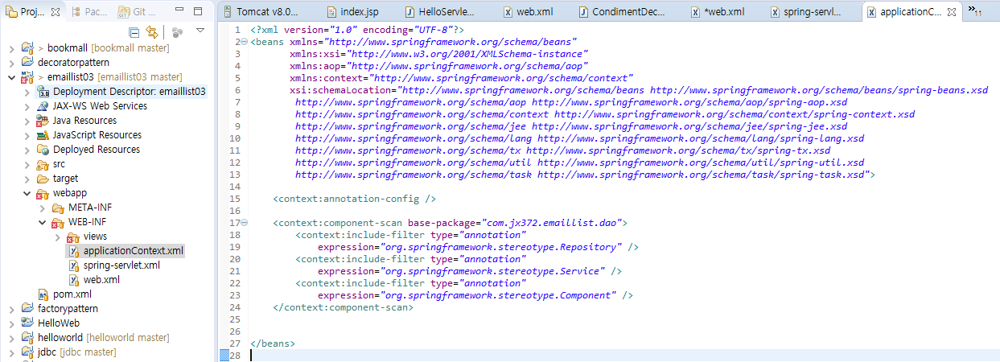 Proj...
Pac...
Git ...
> bookmall [bookmall master]
decoratorpattern
> emaillist03 [emaillist03 master]
Deployment Descriptor: emaillist03
JAX-WS Web Services
Java Resources
JavaScript Resources
Deployed Resources
src
target
webapp
META-INF
WEB-INF
views
applicationContext.xml
spring-servlet.xml
web.xml
pom.xml
factorypattern
HelloWeb
helloworld [helloworld master]
jdbc [jdbc master]
Tomcat v8.0...
index.jsp
HelloServle...
web.xml
CondimentDec...
*web.xml
spring-servl...
applicationC...
»11
1 <?xml version="1.0" encoding="UTF-8"?>
2 <beans xmlns="http://www.springframework.org/schema/beans"
3 xmlns:xsi="http://www.w3.org/2001/XMLSchema-instance"
4 xmlns:aop="http://www.springframework.org/schema/aop"
5 xmlns:context="http://www.springframework.org/schema/context"
6 xsi:schemaLocation="http://www.springframework.org/schema/beans http://www.springframework.org/schema/beans/spring-beans.xsd
7 http://www.springframework.org/schema/aop http://www.springframework.org/schema/aop/spring-aop.xsd
8 http://www.springframework.org/schema/context http://www.springframework.org/schema/context/spring-context.xsd
9 http://www.springframework.org/schema/jee http://www.springframework.org/schema/jee/spring-jee.xsd
10 http://www.springframework.org/schema/lang http://www.springframework.org/schema/lang/spring-lang.xsd
11 http://www.springframework.org/schema/tx http://www.springframework.org/schema/tx/spring-tx.xsd
12 http://www.springframework.org/schema/util http://www.springframework.org/schema/util/spring-util.xsd
13 http://www.springframework.org/schema/task http://www.springframework.org/schema/task/spring-task.xsd">
14
15 <context:annotation-config />
16
17 <context:component-scan base-package="com.jx372.emaillist.dao">
18 <context:include-filter type="annotation"
19 expression="org.springframework.stereotype.Repository" />
20 <context:include-filter type="annotation"
21 expression="org.springframework.stereotype.Service" />
22 <context:include-filter type="annotation"
23 expression="org.springframework.stereotype.Component" />
24 </context:component-scan>
25
26
27 </beans>
28